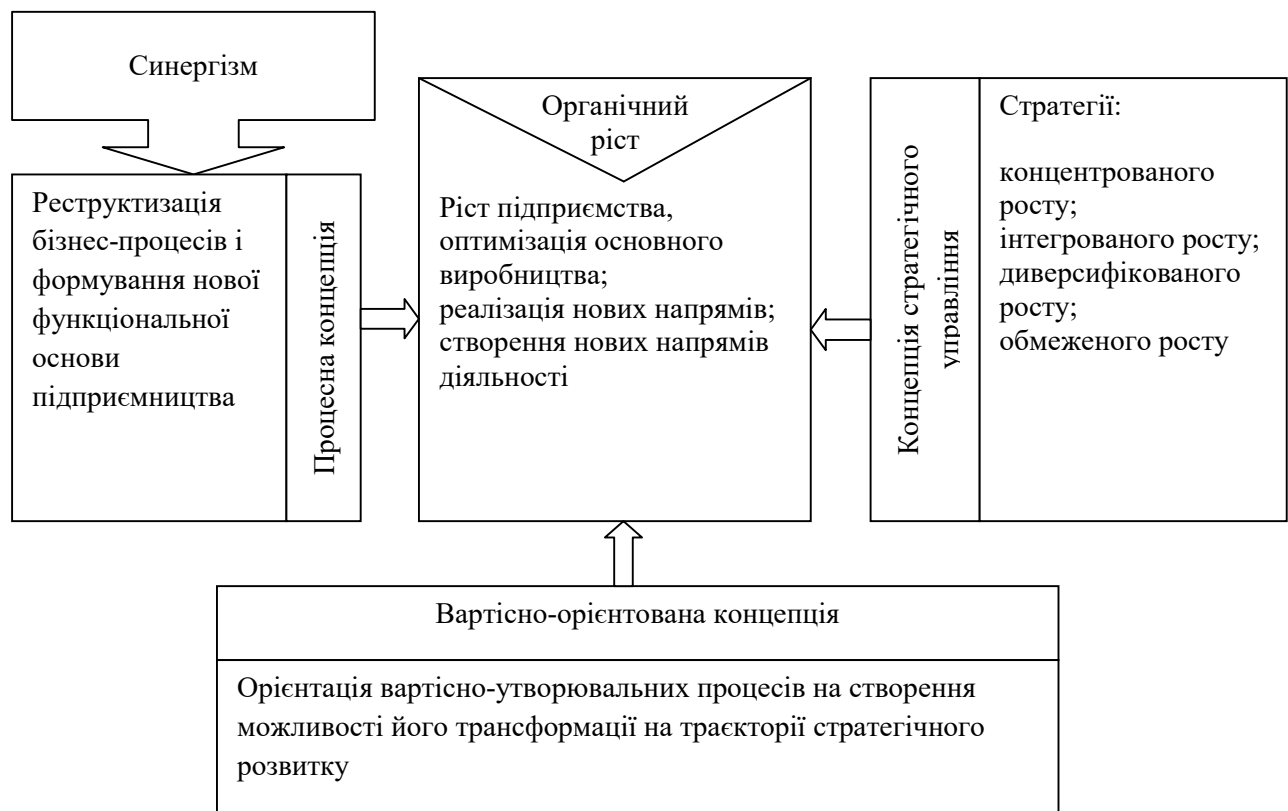 Синергізм
Реструктизація
бізнес-процесів і
формування нової
функціональної
основи
підприємництва
Процесна концепція
Органічний
ріст
Ріст підприємства,
оптимізація основного
виробництва;
реалізація нових напрямів;
створення нових напрямів
діяльності
Концепція стратегічного
управління
Стратегії:
концентрованого
росту;
інтегрованого росту;
диверсифікованого
росту;
обмеженого росту
Вартісно-орієнтована концепція
Орієнтація вартісно-утворювальних процесів на створення
можливості його трансформації на траєкторії стратегічного
розвитку